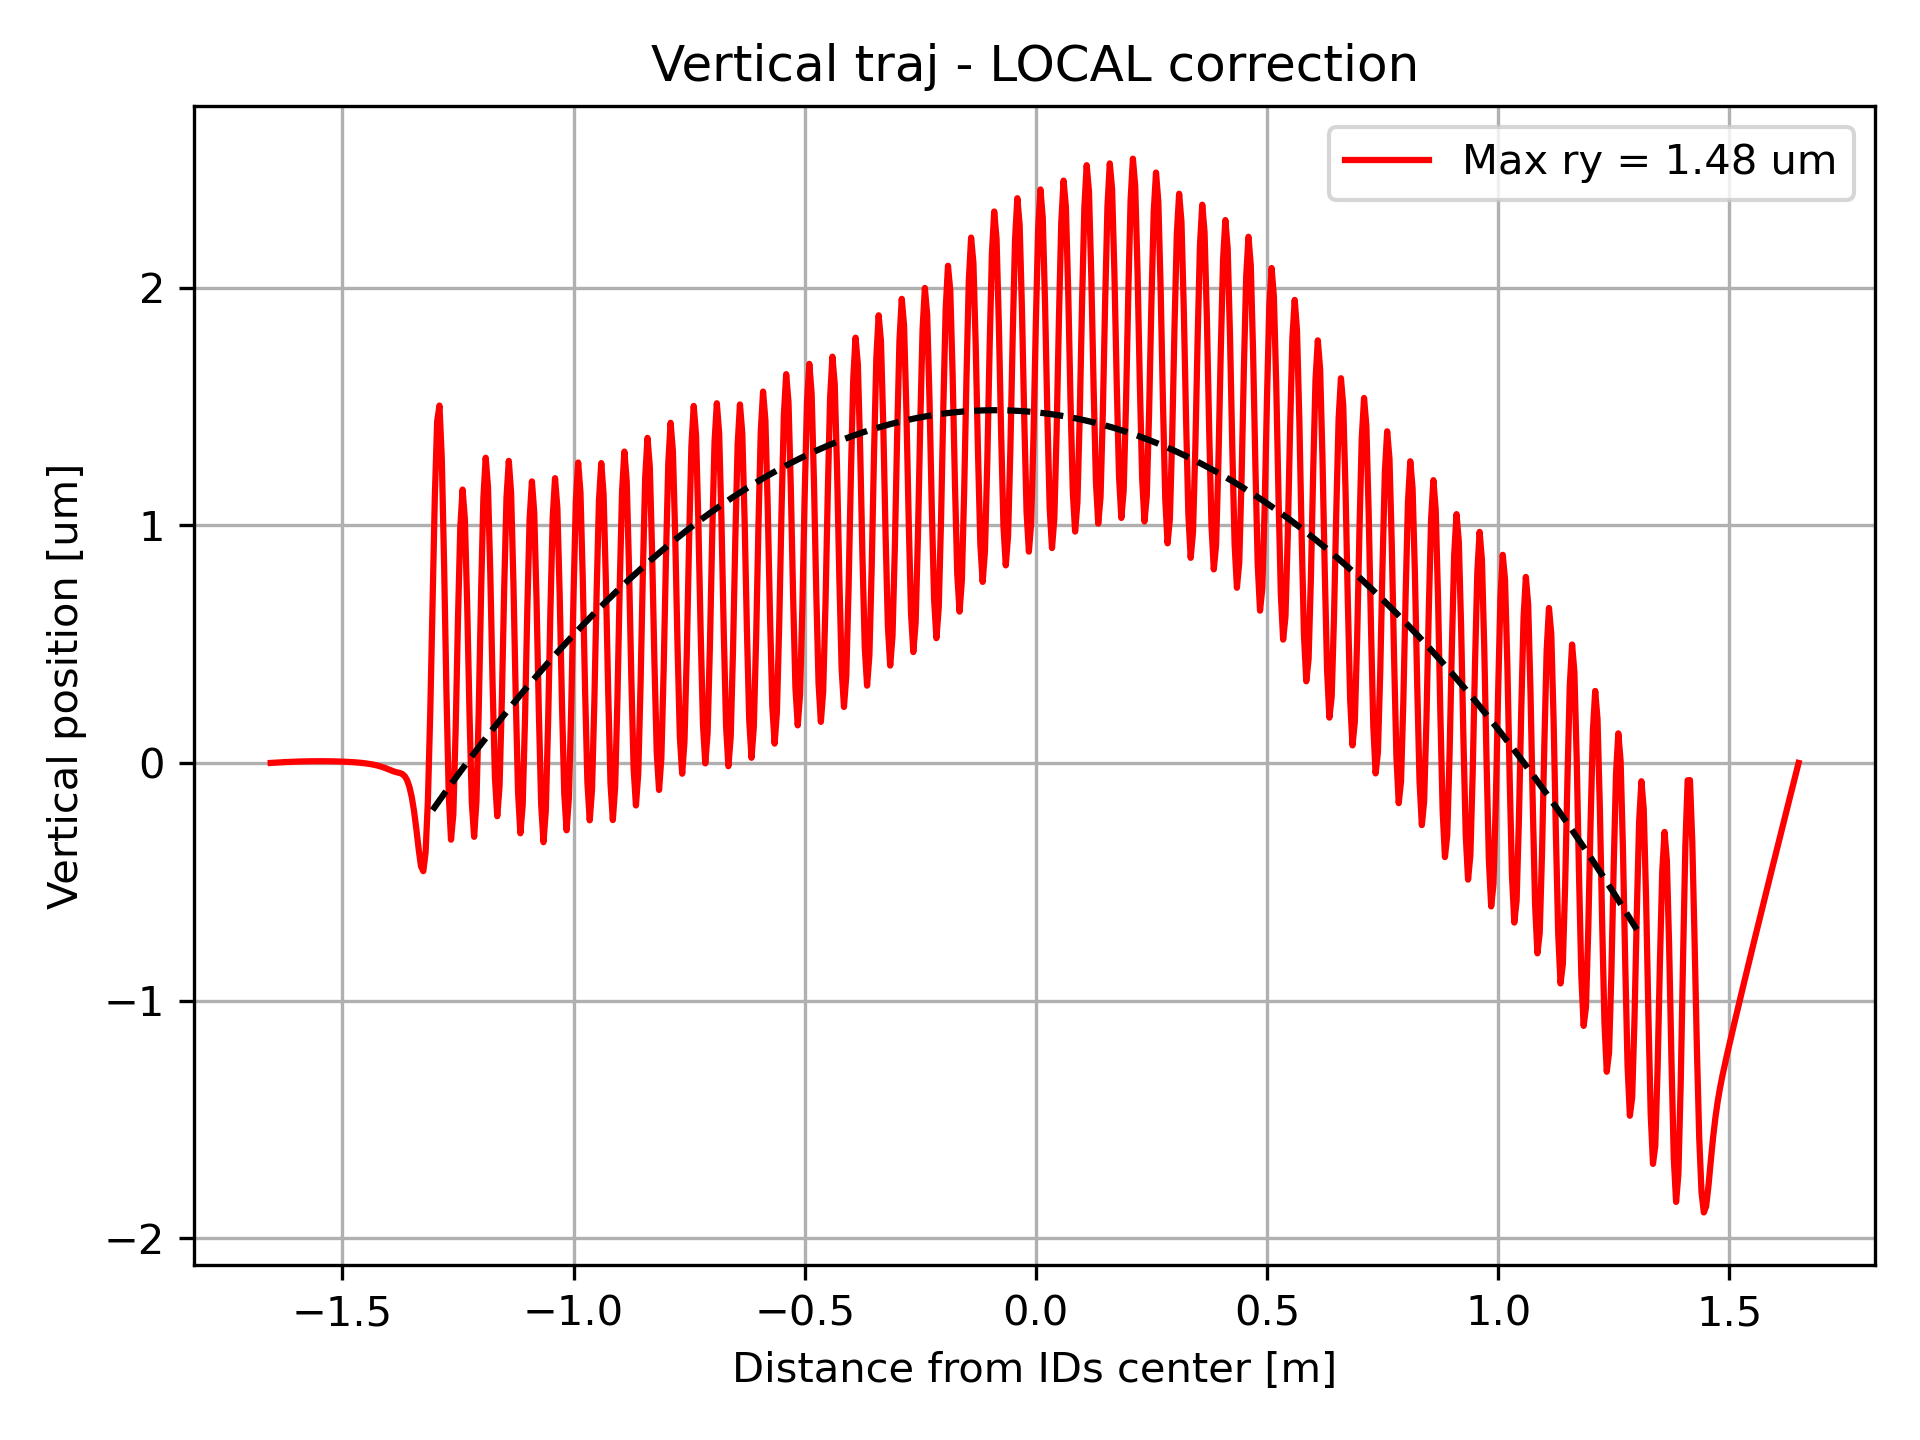 Vertical traj - LOCAL correction
Max ry = 1.48 um
Vertical position [um]
2
1
0
−1
−2
−1.5 −1.0 −0.5 0.0 0.5 1.0 1.5
Distance from IDs center [m]